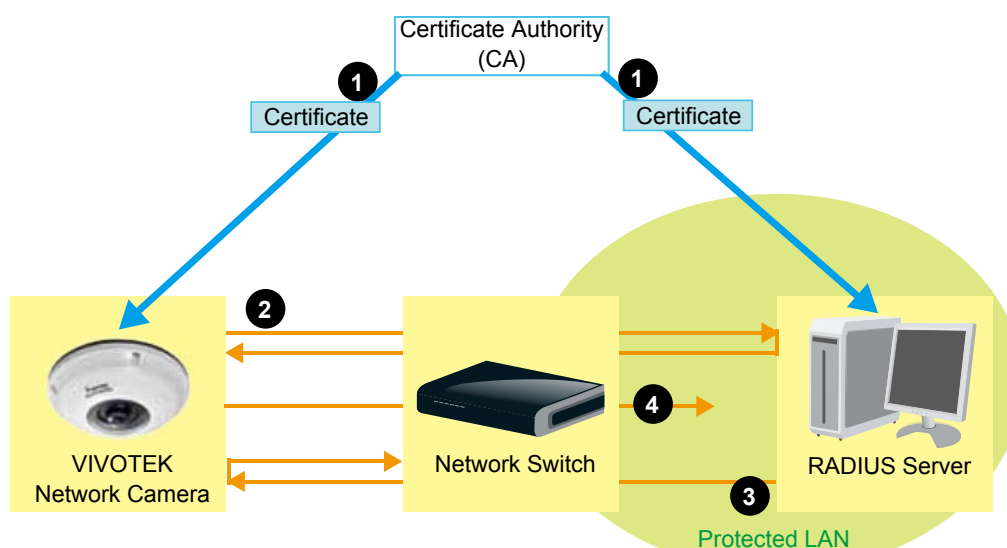 Certificate Authority
(CA)
1
1
Certificate
Certificate
2
4
VIVOTEK
Network Camera
Network Switch
RADIUS Server
3
Protected LAN